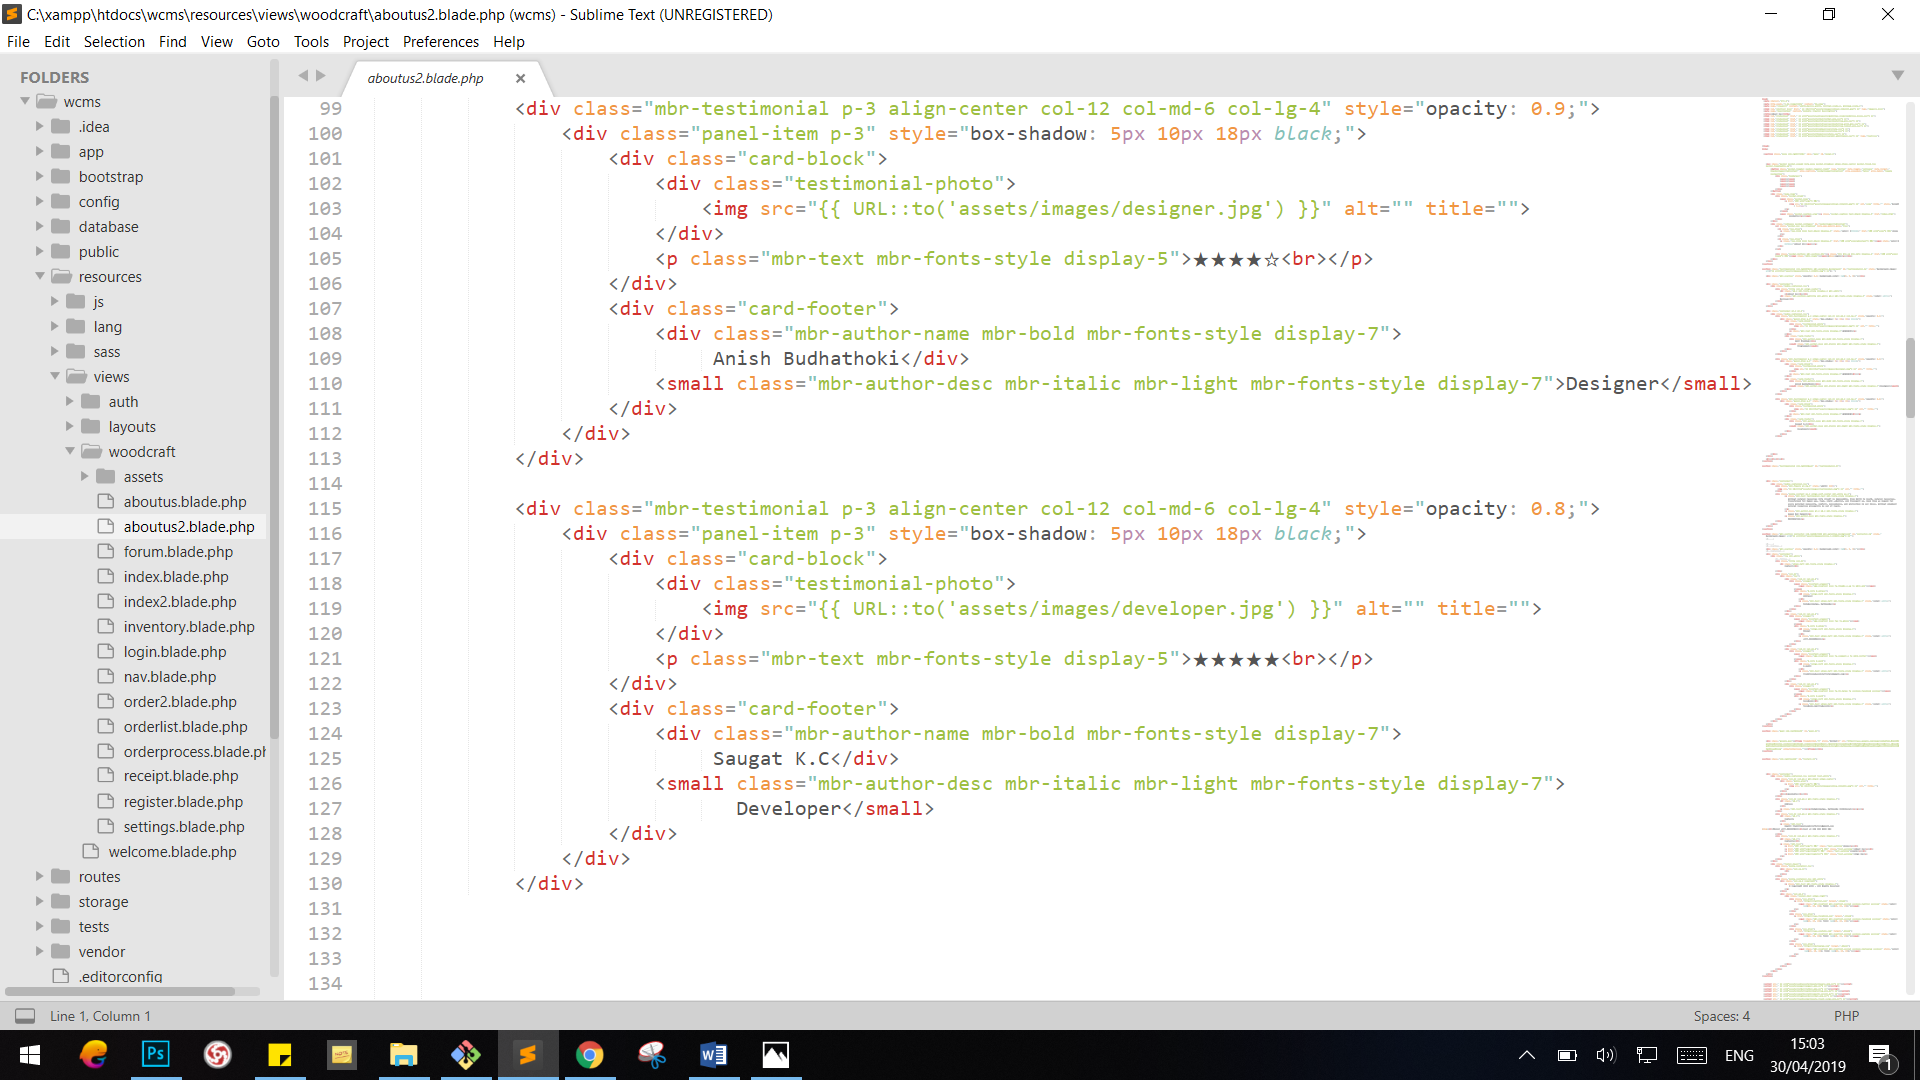 C:\xampp\htdocs\wcms\resources\views\woodcraft\aboutus2.blade.php (wcms) - Sublime Text (UNREGISTERED)
File Edit Selection Find View Goto Tools Project Preferences Help
FOLDERS
wcms
.idea
app
bootstrap
config
database
public
resources
js
lang
sass
views
auth
layouts
woodcraft
assets
aboutus.blade.php
aboutus2.blade.php
forum.blade.php
index.blade.php
index2.blade.php
inventory.blade.php
login.blade.php
nav.blade.php
order2.blade.php
orderlist.blade.php
orderprocess.blade.pl
receipt.blade.php
register.blade.php
settings.blade.php
welcome.blade.php
routes
storage
tests
vendor
.editorconfig
aboutus2.blade.php
99 <div class="mbr-testimonial p-3 align-center col-12 col-md-6 col-lg-4" style="opacity: 0.9;">
100 <div class="panel-item p-3" style="box-shadow: 5px 10px 18px black;">
101 <div class="card-block">
102 <div class="testimonial-photo">
103 <img src="{{ URL::to('assets/images/designer.jpg') }}" alt="" title="">
104 </div>
105 <p class="mbr-text mbr-fonts-style display-5">★★★★☆<br></p>
106 </div>
107 <div class="card-footer">
108 <div class="mbr-author-name mbr-bold mbr-fonts-style display-7">
109 Anish Budhathoki</div>
110 <small class="mbr-author-desc mbr-italic mbr-light mbr-fonts-style display-7">Designer</small>
111 </div>
112 </div>
113 </div>
114
115 <div class="mbr-testimonial p-3 align-center col-12 col-md-6 col-lg-4" style="opacity: 0.8;">
116 <div class="panel-item p-3" style="box-shadow: 5px 10px 18px black;">
117 <div class="card-block">
118 <div class="testimonial-photo">
119 <img src="{{ URL::to('assets/images/developer.jpg') }}" alt="" title="">
120 </div>
121 <p class="mbr-text mbr-fonts-style display-5">★★★★★<br></p>
122 </div>
123 <div class="card-footer">
124 <div class="mbr-author-name mbr-bold mbr-fonts-style display-7">
125 Saugat K.C</div>
126 <small class="mbr-author-desc mbr-italic mbr-light mbr-fonts-style display-7">
127 Developer</small>
128 </div>
129 </div>
130 </div>
131
132
133
134
Line 1, Column 1
Spaces: 4
PHP
Ps
ENG
15:03
30/04/2019
1